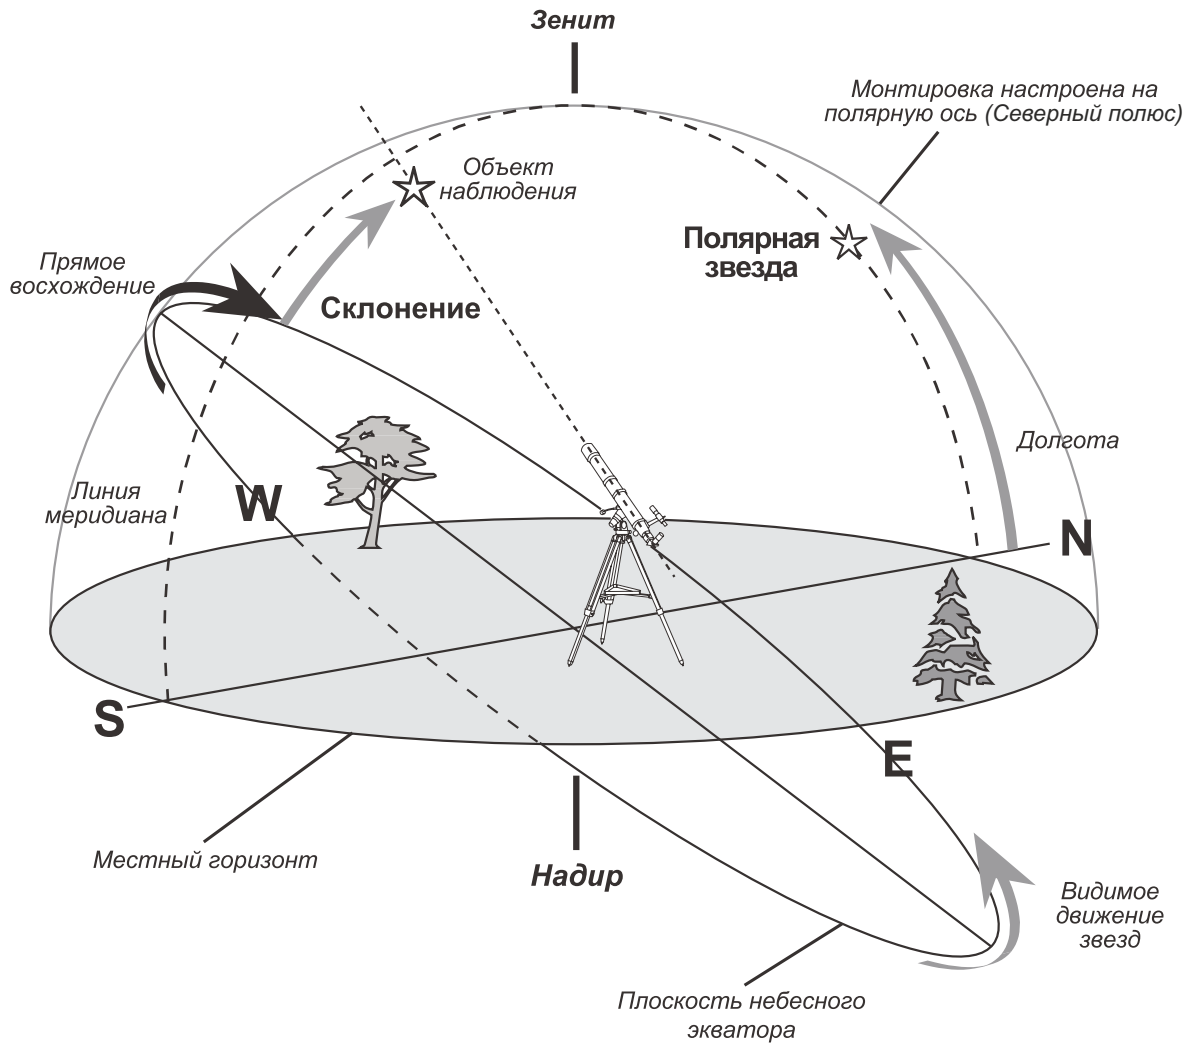 Зенит
Монтировка настроена на
полярную ось (Северный полюс)
Объект
наблюдения
Полярная
звезда
Прямое
восхождение
Склонение
Долгота
Линия
меридиана
W
N
S
E
Местный горизонт
Надир
Видимое
движение
звезд
Плоскость небесного
экватора